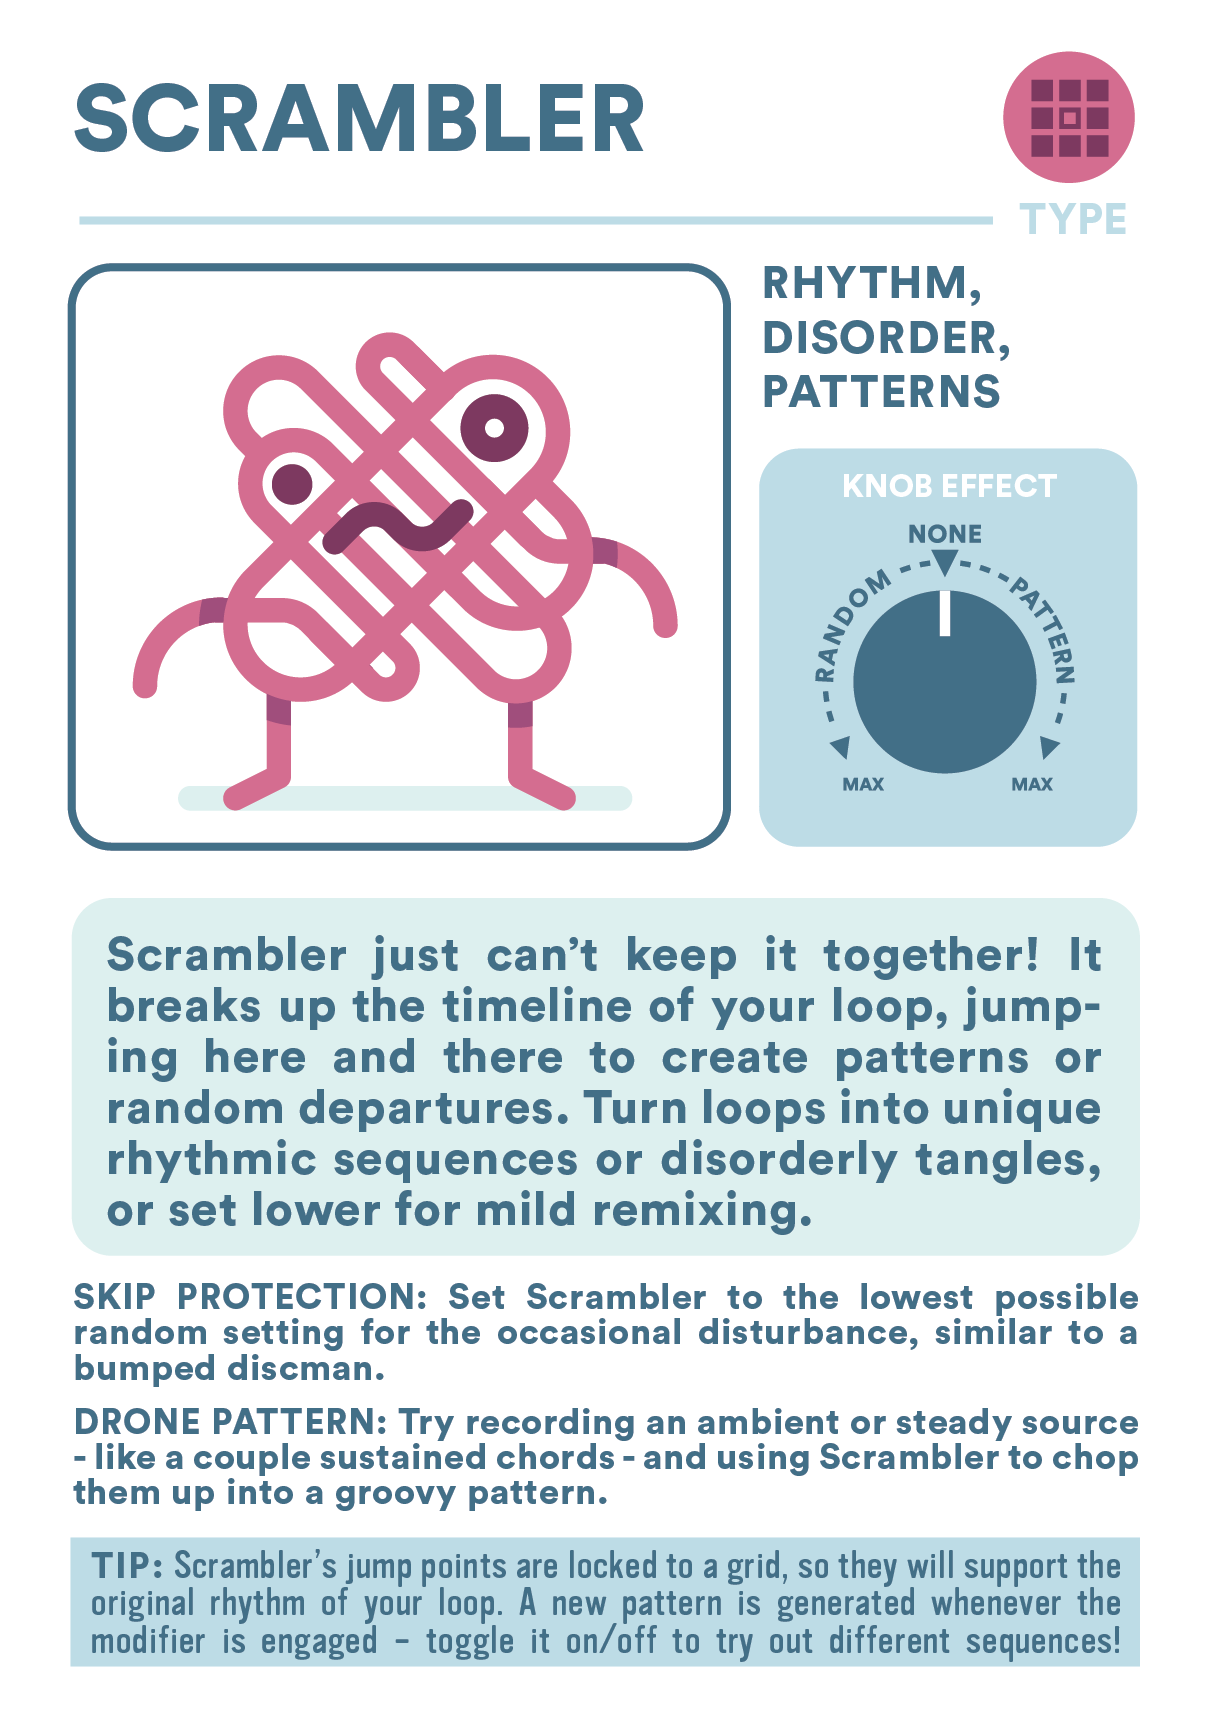 SCRAMBLER
TYPE
RHYTHM,
DISORDER,
PATTERNS
KNOB EFFECT
NONE
RANDOM
PATTERN
MAX
MAX
Scrambler just can’t keep it together! It
breaks up the timeline of your loop, jump-
ing here and there to create patterns or
random departures. Turn loops into unique
rhythmic sequences or disorderly tangles,
or set lower for mild remixing.
SKIP PROTECTION: Set Scrambler to the lowest possible
random setting for the occasional disturbance, similar to a
bumped discman.
DRONE PATTERN: Try recording an ambient or steady source
- like a couple sustained chords - and using Scrambler to chop
them up into a groovy pattern.
TIP: Scrambler’s jump points are locked to a grid, so they will support the
original rhythm of your loop. A new pattern is generated whenever the
modifier is engaged – toggle it on/off to try out different sequences!